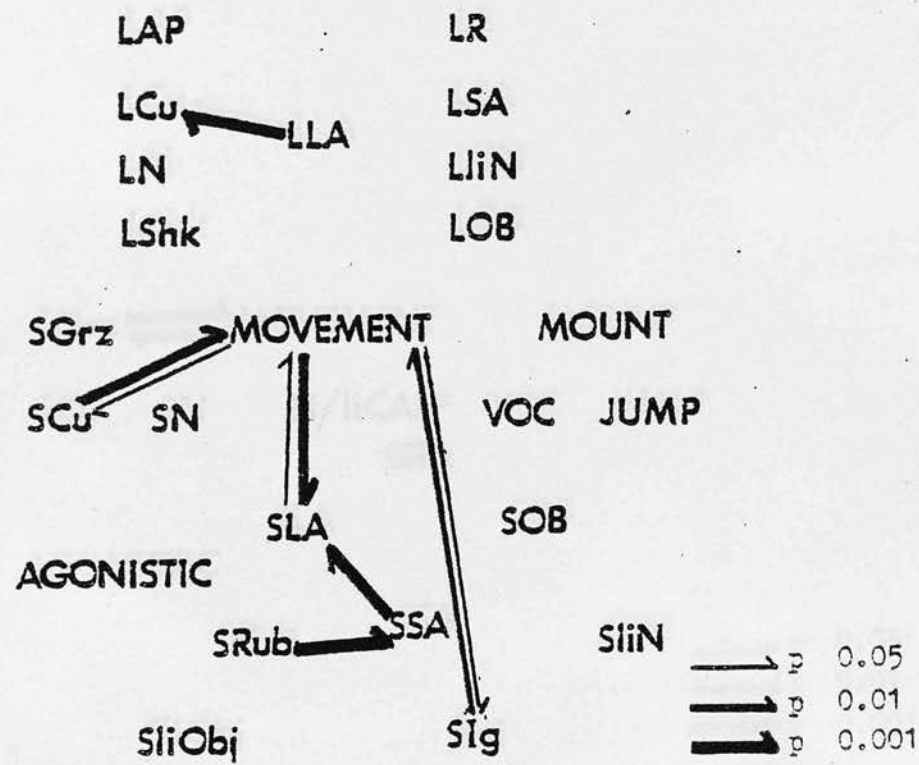 LAP LR
LCu LLA LSA
LN LliN
LShk LOB
SGrz MOVEMENT MOUNT
SCu SN VOC JUMP
SLA SOB
AGONISTIC
SRub SSA SliN
p 0.05
p 0.01
SliObj SIg p 0.001